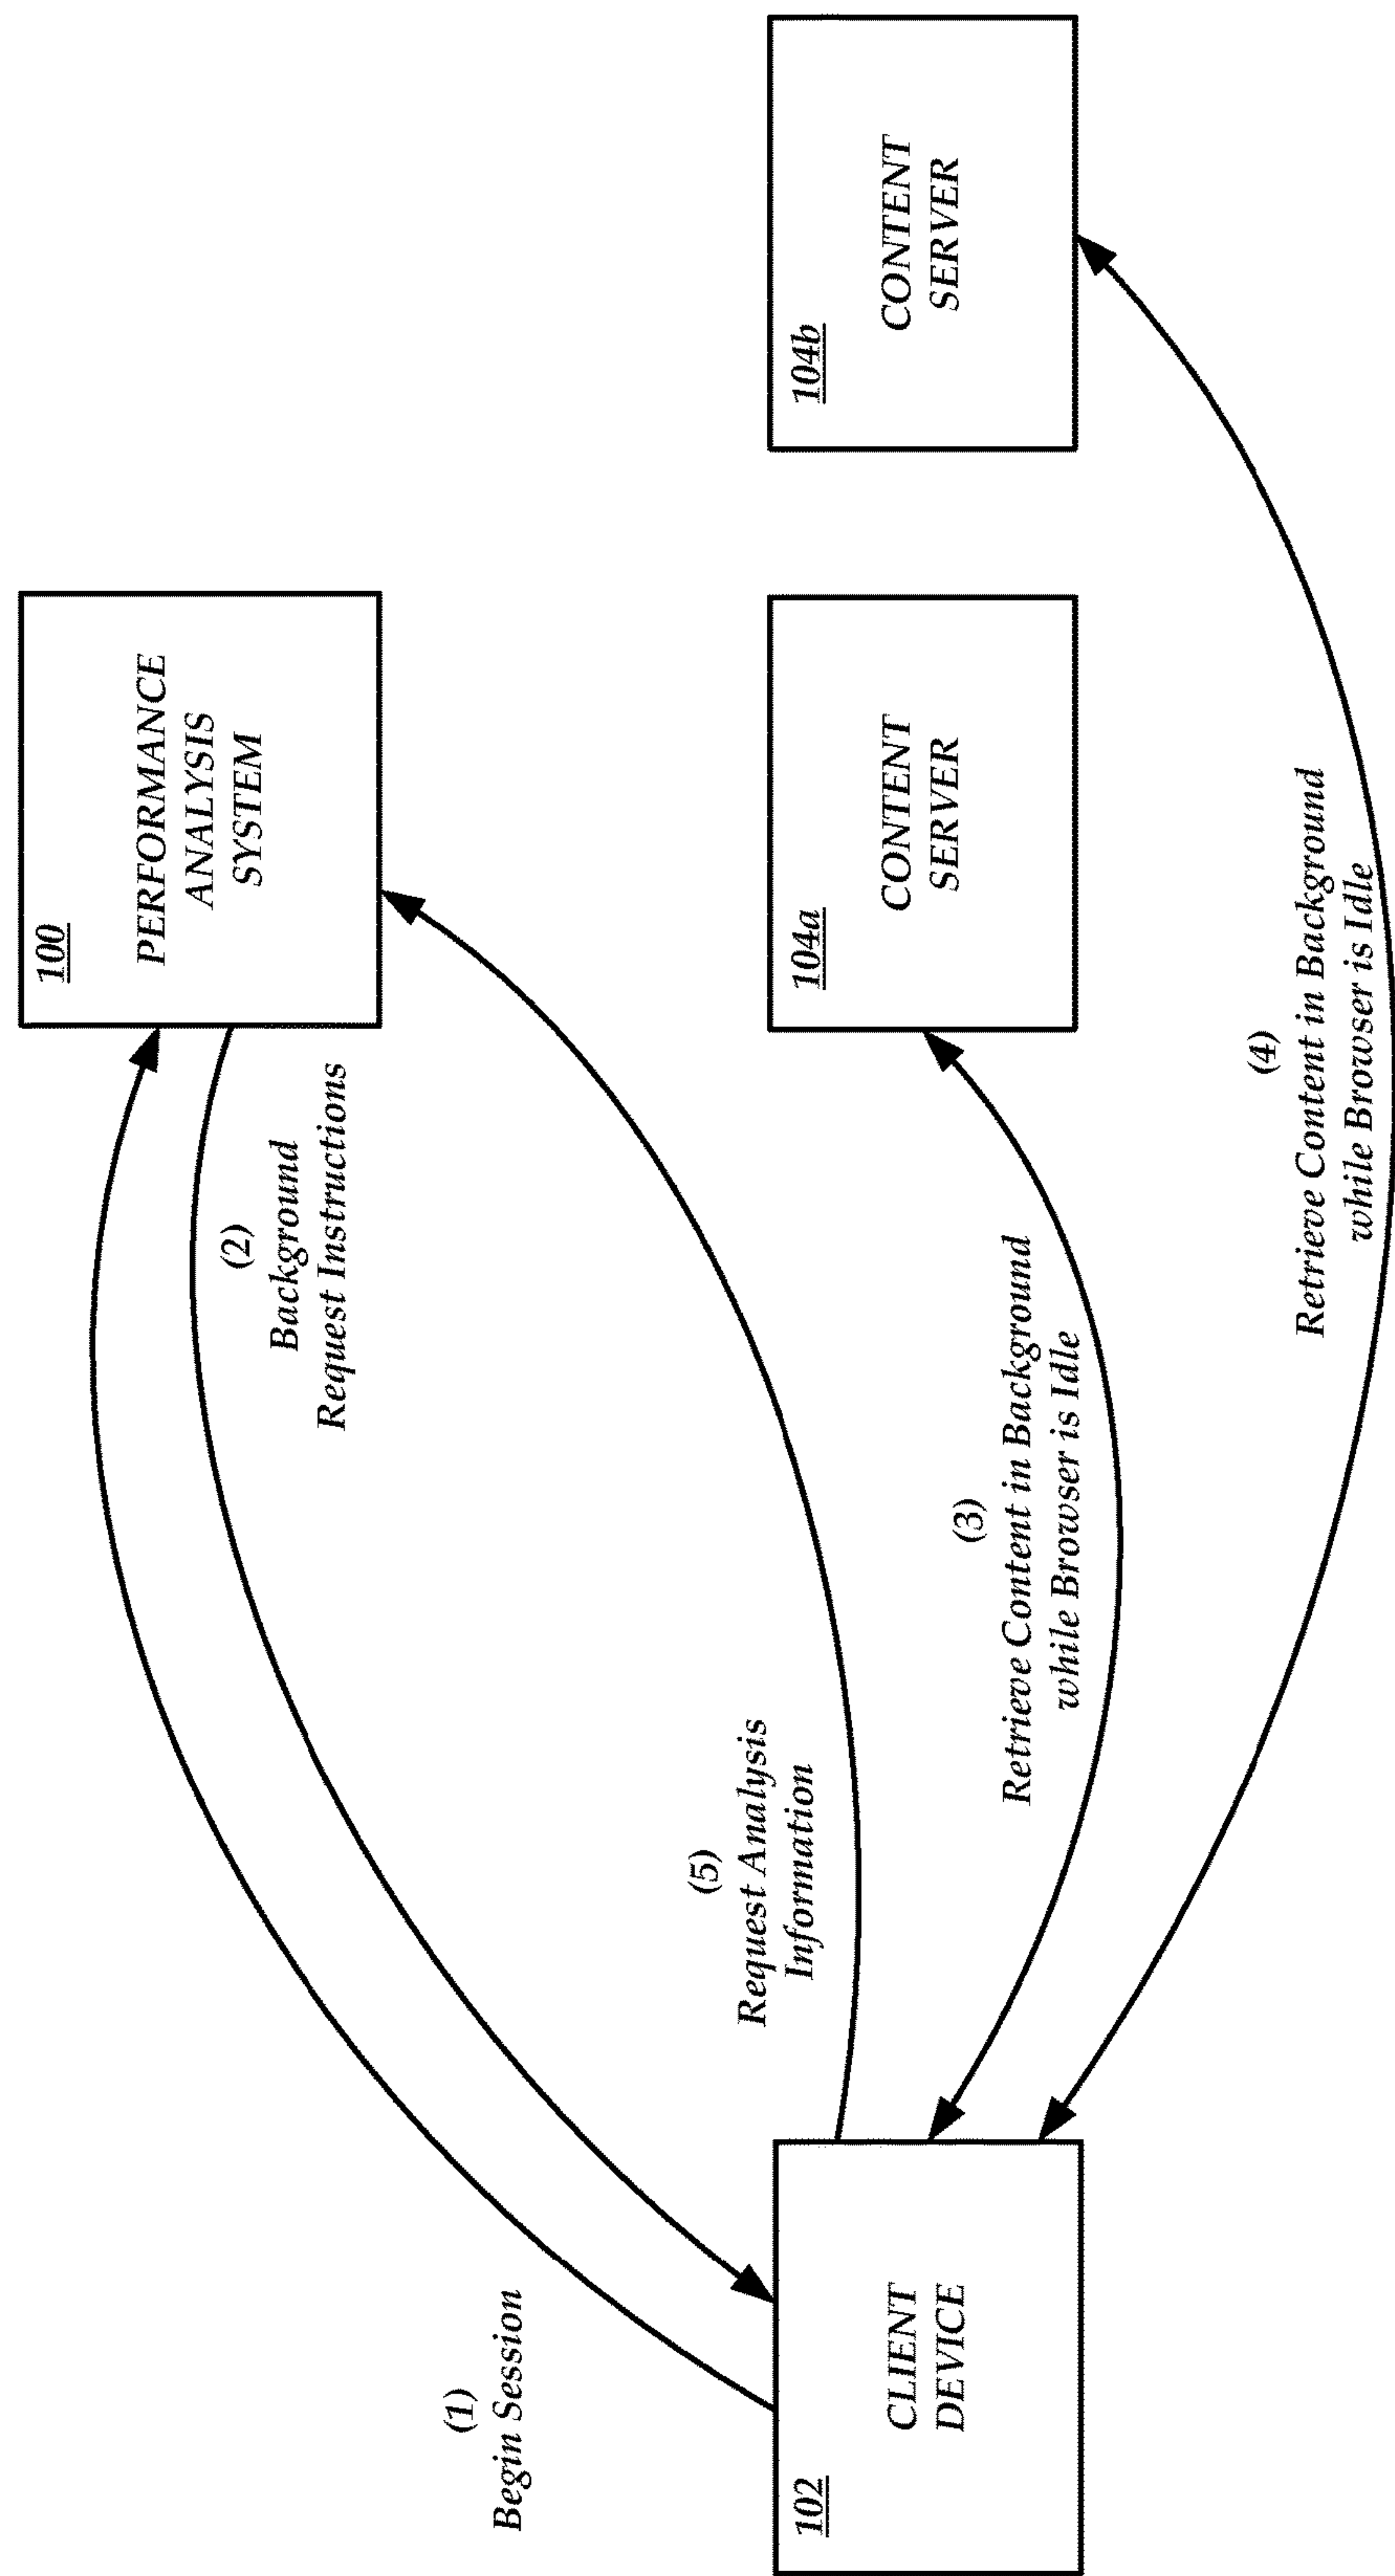 (1)
Begin Session
(2)
Background
Request Instructions
100
PERFORMANCE
ANALYSIS
SYSTEM
(5)
Request Analysis
Information
102
CLIENT
DEVICE
104a
CONTENT
SERVER
104b
CONTENT
SERVER
(3)
Retrieve Content in Background
while Browser is Idle
(4)
Retrieve Content in Background
while Browser is Idle